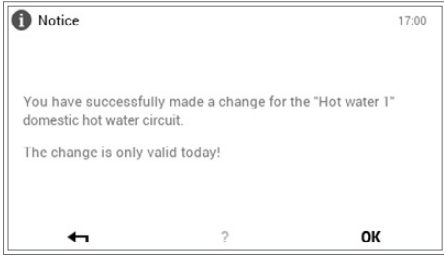 Notice 17:00
You have successfully made a change for the "Hot water 1"
domestic hot water circuit.
The change is only valid today!
? OK